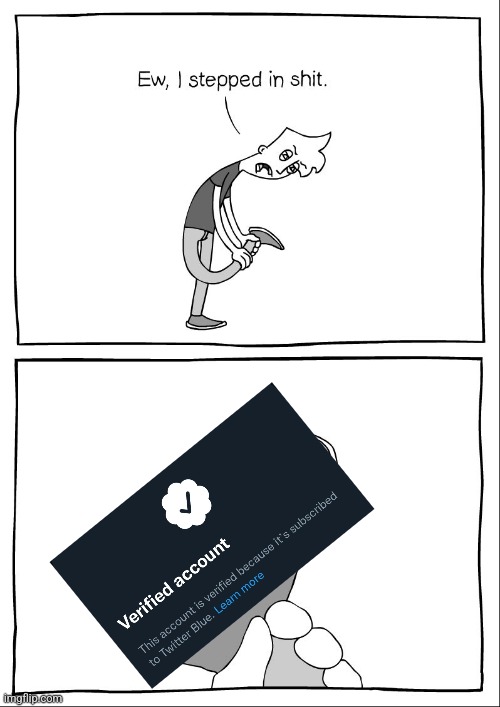 Ew, I stepped in shit.
Verified account
This account is verified because it's subscribed
to Twitter Blue. Learn more
imgflip.com